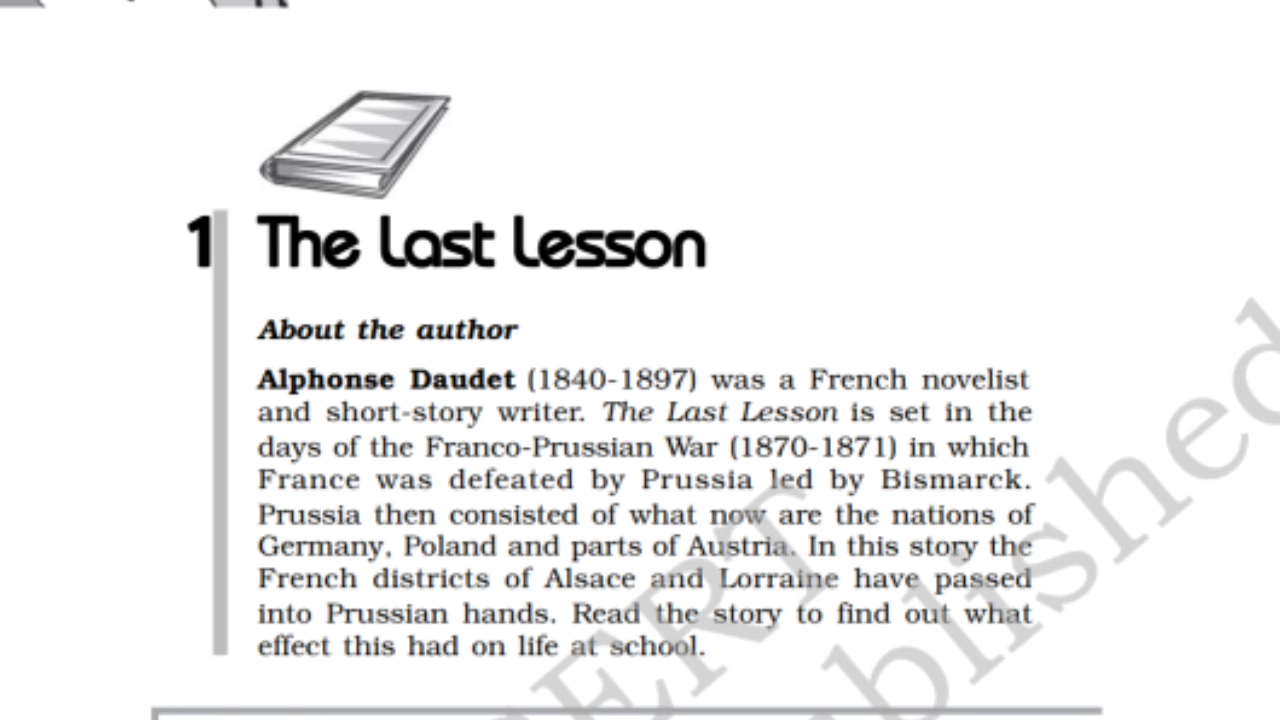 1 The Last Lesson
About the author
Alphonse Daudet (1840-1897) was a French novelist
and short-story writer. The Last Lesson is set in the
days of the Franco-Prussian War (1870-1871) in which
France was defeated by Prussia led by Bismarck.
Prussia then consisted of what now are the nations of
Germany, Poland and parts of Austria. In this story the
French districts of Alsace and Lorraine have passed
into Prussian hands. Read the story to find out what
effect this had on life at school.